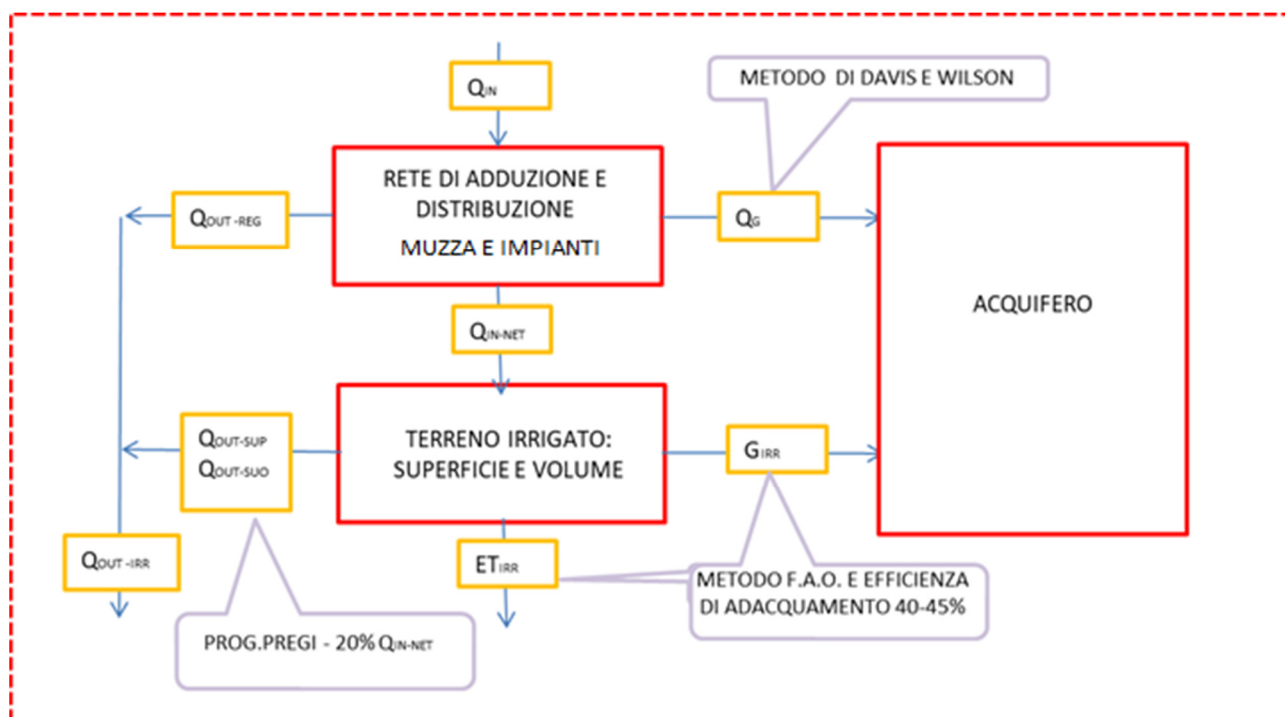 QIN
METODO DI DAVIS E WILSON
RETE DI ADDUZIONE E
DISTRIBUZIONE
MUZZA E IMPIANTI
QOUT -REG
QG
ACQUIFERO
QIN-NET
TERRENO IRRIGATO:
SUPERFICIE E VOLUME
QOUT-SUP
QOUT-SUO
GIRR
QOUT -IRR
ETIRR
METODO F.A.O. E EFFICIENZA
DI ADACQUAMENTO 40-45%
PROG.PREGI - 20% QIN-NET